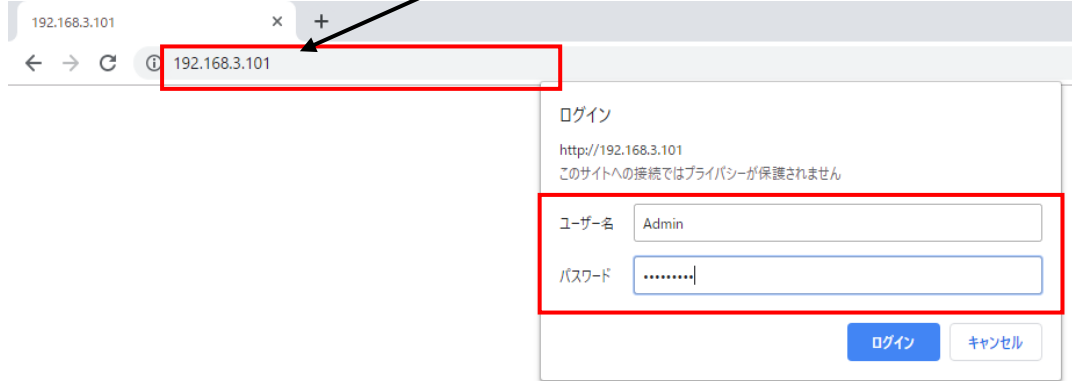 192.168.3.101
192.168.3.101
ログイン
http://192.168.3.101
このサイトへの接続ではプライバシーが保護されません
ユーザー名 Admin
パスワード •••••••••
ログイン キャンセル